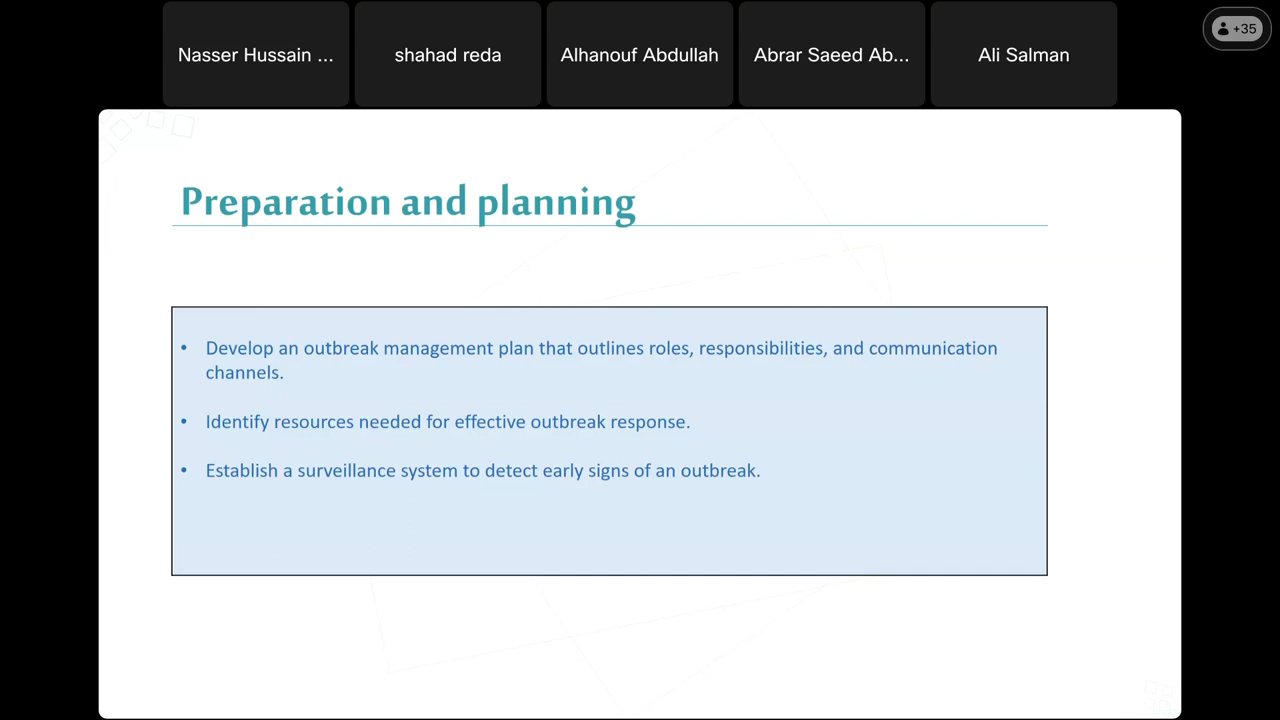 Nasser Hussain ...
shahad reda
Alhanouf Abdullah
Abrar Saeed Ab...
Ali Salman
+35
Preparation and planning
• Develop an outbreak management plan that outlines roles, responsibilities, and communication
channels.
• Identify resources needed for effective outbreak response.
• Establish a surveillance system to detect early signs of an outbreak.